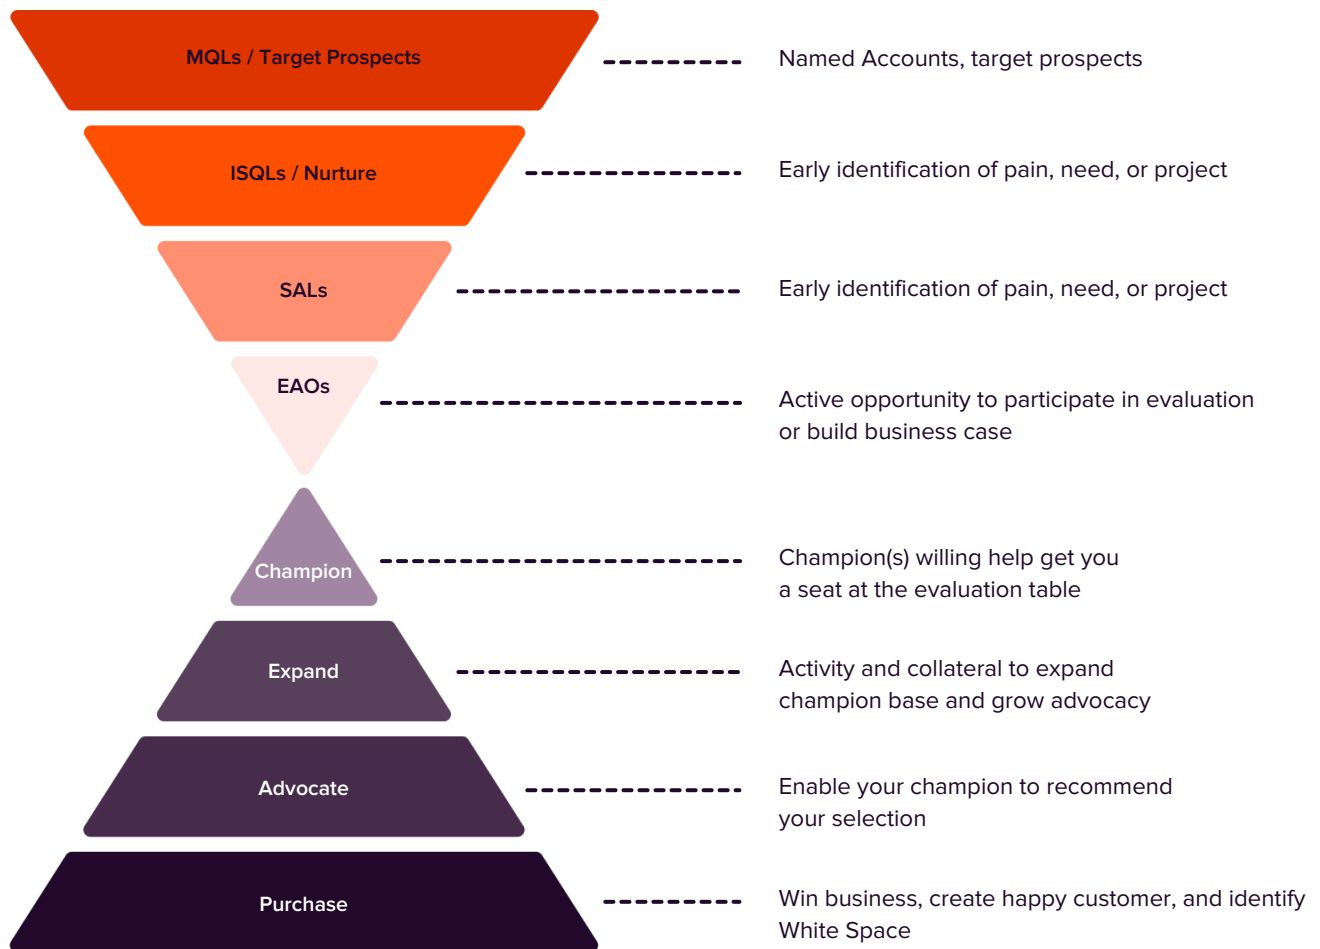 MQLs / Target Prospects
Named Accounts, target prospects
ISQLs / Nurture
Early identification of pain, need, or project
SALs
Early identification of pain, need, or project
EAOs
Active opportunity to participate in evaluation
or build business case
Champion
Champion(s) willing help get you
a seat at the evaluation table
Expand
Activity and collateral to expand
champion base and grow advocacy
Advocate
Enable your champion to recommend
your selection
Purchase
Win business, create happy customer, and identify
White Space